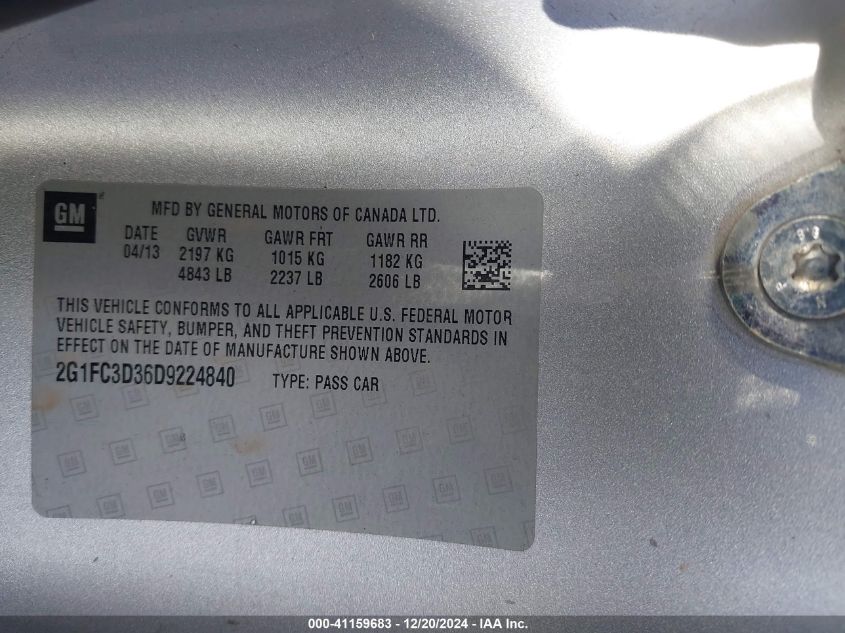 GM
MFD BY GENERAL MOTORS OF CANADA LTD.
DATE GVWR GAWR FRT GAWR RR
04/13 2197 KG 1015 KG 1182 KG
4843 LB 2237 LB 2606 LB
THIS VEHICLE CONFORMS TO ALL APPLICABLE U.S. FEDERAL MOTOR
VEHICLE SAFETY, BUMPER, AND THEFT PREVENTION STANDARDS IN
EFFECT ON THE DATE OF MANUFACTURE SHOWN ABOVE.
2G1FC3D36D9224840 TYPE: PASS CAR
000-41159683 - 12/20/2024 - IAA Inc.